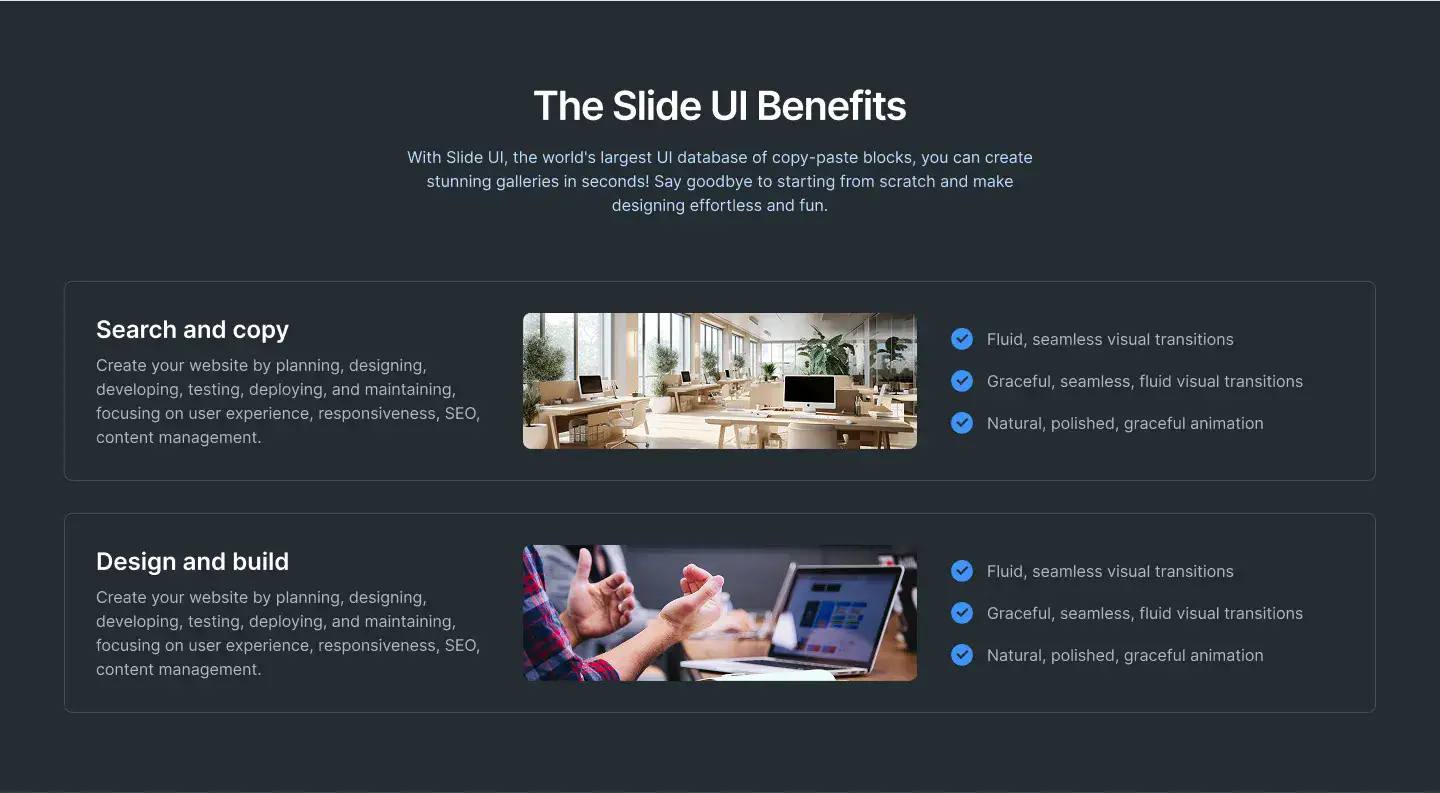 The Slide UI Benefits
With Slide UI, the world's largest UI database of copy-paste blocks, you can create
stunning galleries in seconds! Say goodbye to starting from scratch and make
designing effortless and fun.
Search and copy
Create your website by planning, designing,
developing, testing, deploying, and maintaining,
focusing on user experience, responsiveness, SEO,
content management.
Fluid, seamless visual transitions
Graceful, seamless, fluid visual transitions
Natural, polished, graceful animation
Design and build
Create your website by planning, designing,
developing, testing, deploying, and maintaining,
focusing on user experience, responsiveness, SEO,
content management.
Fluid, seamless visual transitions
Graceful, seamless, fluid visual transitions
Natural, polished, graceful animation